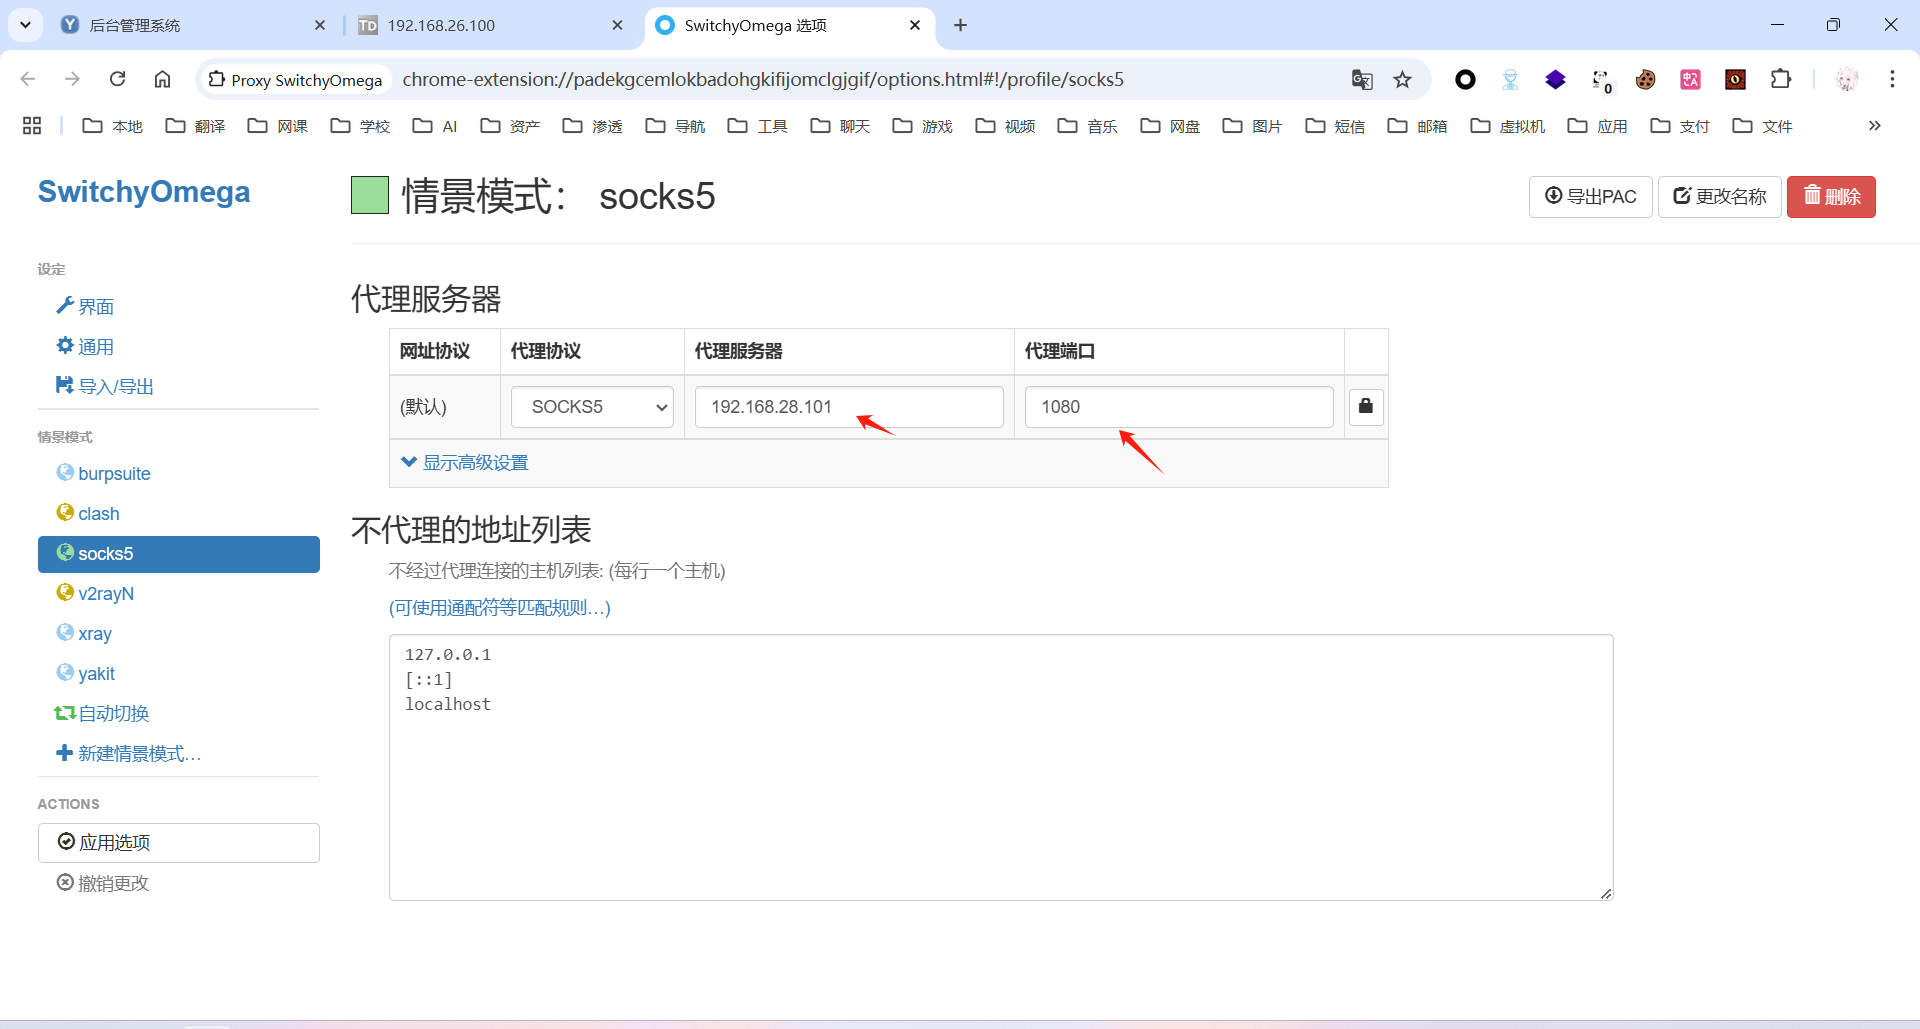 后台管理系统
TD 192.168.26.100
SwitchyOmega 选项
Proxy SwitchyOmega chrome-extension://padekgcemlokbadohgkifijomclgjgif/options.html#!/profile/socks5
0
本地 翻译 网课 学校 AI 资产 渗透 导航 工具 聊天 游戏 视频 音乐 网盘 图片 短信 邮箱 虚拟机 应用 支付 文件
SwitchyOmega
设定
界面
通用
导入/导出
情景模式
burpsuite
clash
socks5
v2rayN
xray
yakit
自动切换
新建情景模式…
ACTIONS
应用选项
撤销更改
情景模式： socks5
导出PAC 更改名称 删除
代理服务器
网址协议 代理协议 代理服务器 代理端口
(默认) SOCKS5 192.168.28.101 1080
显示高级设置
不代理的地址列表
不经过代理连接的主机列表: (每行一个主机)
(可使用通配符等匹配规则…)
127.0.0.1
[::1]
localhost